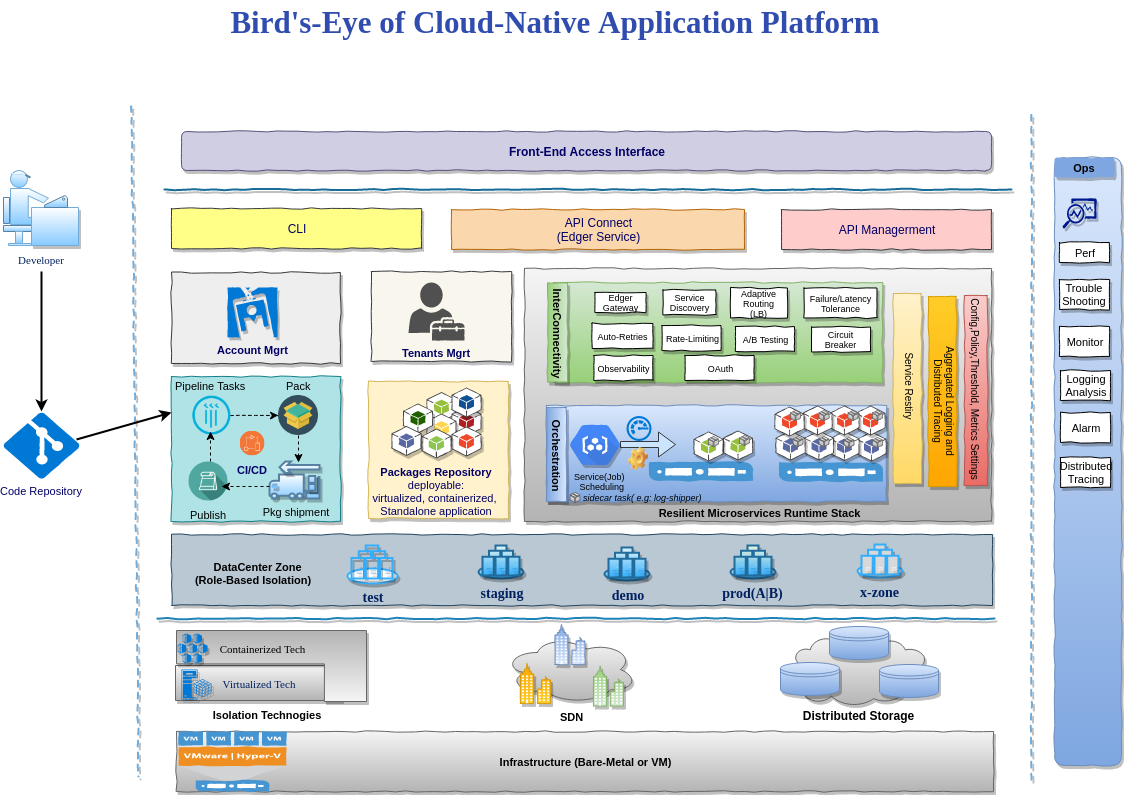 Bird's-Eye of Cloud-Native Application Platform
Front-End Access Interface
Ops
CLI
API Connect
(Edger Service)
API Managerment
Developer
Perf
Trouble
Shooting
Monitor
Logging
Analysis
Alarm
Distributed
Tracing
Account Mgrt
Tenants Mgrt
InterConnectivity
Edger
Gateway
Service
Discovery
Adaptive
Routing
(LB)
Failure/Latency
Tolerance
Auto-Retries
Rate-Limiting
A/B Testing
Circuit
Breaker
Observability
OAuth
Service Restiry
Aggregated Logging and
Distributed Tracing
Config,Policy,Threshold, Metrics Settings
Pipeline Tasks
Pack
CI/CD
Publish
Pkg shipment
Code Repository
Packages Repository
deployable:
virtualized, containerized,
Standalone application
Orchestration
Service(Job)
Scheduling
sidecar task( e.g: log-shipper)
Resilient Microservices Runtime Stack
DataCenter Zone
(Role-Based Isolation)
test
staging
demo
prod(A|B)
x-zone
Containerized Tech
Virtualized Tech
Isolation Technogies
SDN
Distributed Storage
VM
VM
VM
VM
VMware | Hyper-V
Infrastructure (Bare-Metal or VM)